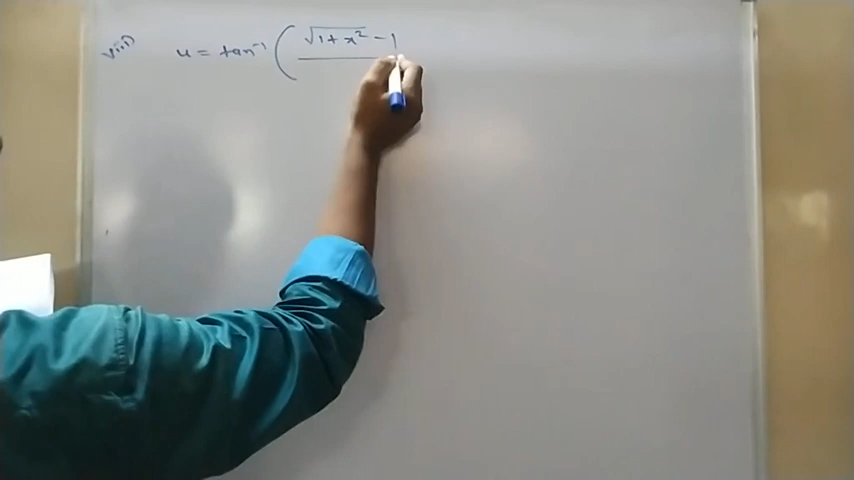 viii) u = tan⁻¹ ( √1+x² - 1